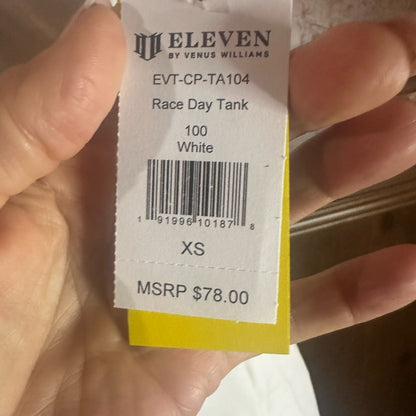 ELEVEN
BY VENUS WILLIAMS
EVT-CP-TA104
Race Day Tank
100
White
1 91996 10187 8
XS
MSRP $78.00